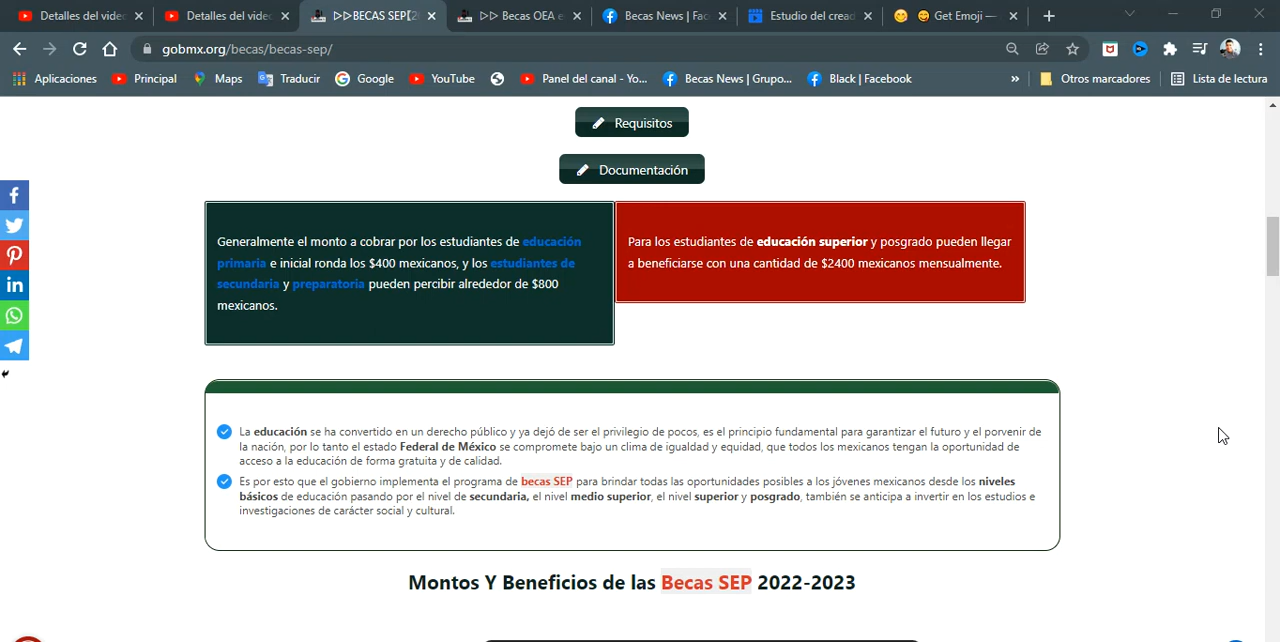 Detalles del video
Detalles del video
▷▷BECAS SEP【2
▷▷ Becas OEA e
Becas News | Fac
Estudio del cread
😄 Get Emoji —
gobmx.org/becas/becas-sep/
Aplicaciones
Principal
Maps
Traducir
Google
YouTube
Panel del canal - Yo...
Becas News | Grupo...
Black | Facebook
»
Otros marcadores
Lista de lectura
Requisitos
Documentación
Generalmente el monto a cobrar por los estudiantes de educación
primaria e inicial ronda los $400 mexicanos, y los estudiantes de
secundaria y preparatoria pueden percibir alrededor de $800
mexicanos.
Para los estudiantes de educación superior y posgrado pueden llegar
a beneficiarse con una cantidad de $2400 mexicanos mensualmente.
La educación se ha convertido en un derecho público y ya dejó de ser el privilegio de pocos, es el principio fundamental para garantizar el futuro y el porvenir de
la nación, por lo tanto el estado Federal de México se compromete bajo un clima de igualdad y equidad, que todos los mexicanos tengan la oportunidad de
acceso a la educación de forma gratuita y de calidad.
Es por esto que el gobierno implementa el programa de becas SEP para brindar todas las oportunidades posibles a los jóvenes mexicanos desde los niveles
básicos de educación pasando por el nivel de secundaria, el nivel medio superior, el nivel superior y posgrado, también se anticipa a invertir en los estudios e
investigaciones de carácter social y cultural.
Montos Y Beneficios de las Becas SEP 2022-2023